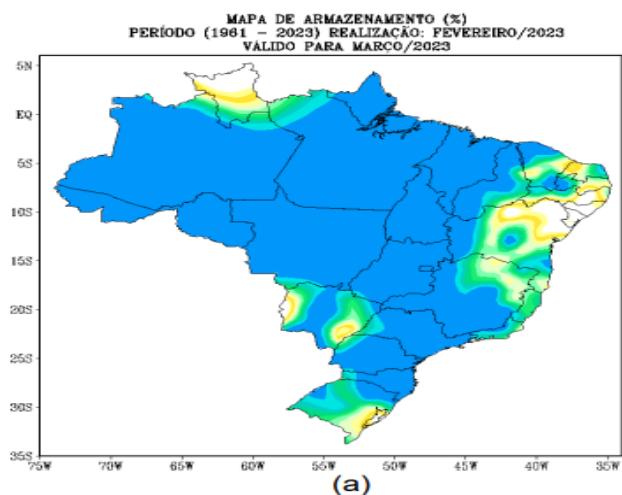 MAPA DE ARMAZENAMENTO (%)
PERÍODO (1961 - 2023) REALIZAÇÃO: FEVEREIRO/2023
VÁLIDO PARA MARÇO/2023
5N
EQ
5S
10S
15S
20S
25S
30S
35S
75W 70W 65W 60W 55W 50W 45W 40W 35W
(a)